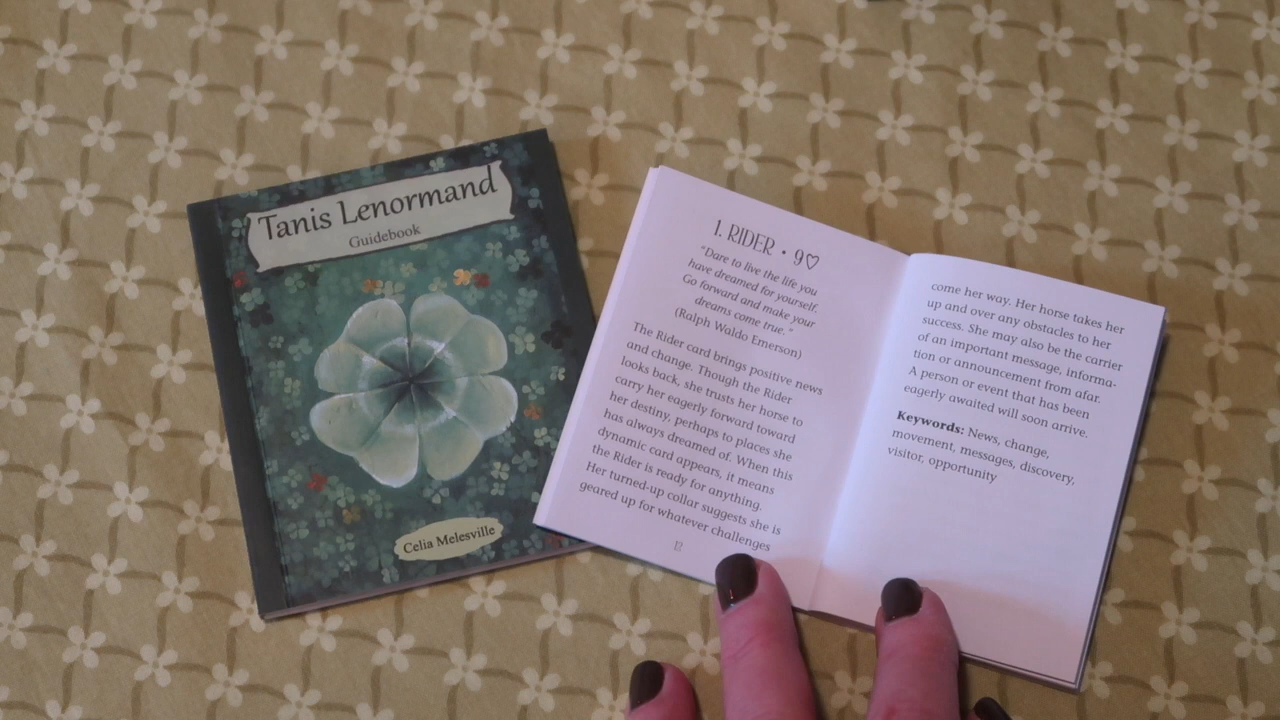 Tanis Lenormand
Guidebook
Celia Melesville
1. RIDER • 9♡
"Dare to live the life you
have dreamed for yourself.
Go forward and make your
dreams come true."
(Ralph Waldo Emerson)
The Rider card brings positive news
and change. Though the Rider
looks back, she trusts her horse to
carry her eagerly forward toward
her destiny, perhaps to places she
has always dreamed of. When this
dynamic card appears, it means
the Rider is ready for anything.
Her turned-up collar suggests she is
geared up for whatever challenges
12
come her way. Her horse takes her
up and over any obstacles to her
success. She may also be the carrier
of an important message, informa-
tion or announcement from afar.
A person or event that has been
eagerly awaited will soon arrive.
Keywords: News, change,
movement, messages, discovery,
visitor, opportunity